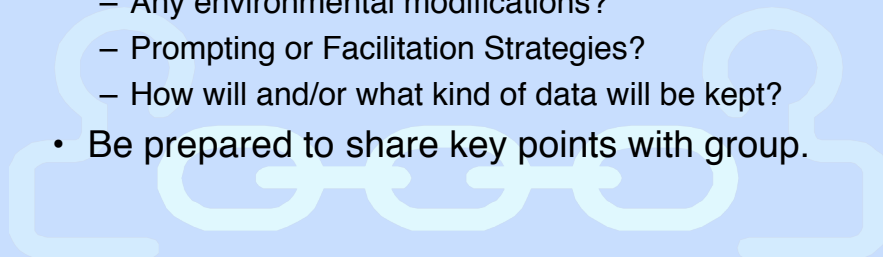 – Any environmental modifications?
– Prompting or Facilitation Strategies?
– How will and/or what kind of data will be kept?
• Be prepared to share key points with group.